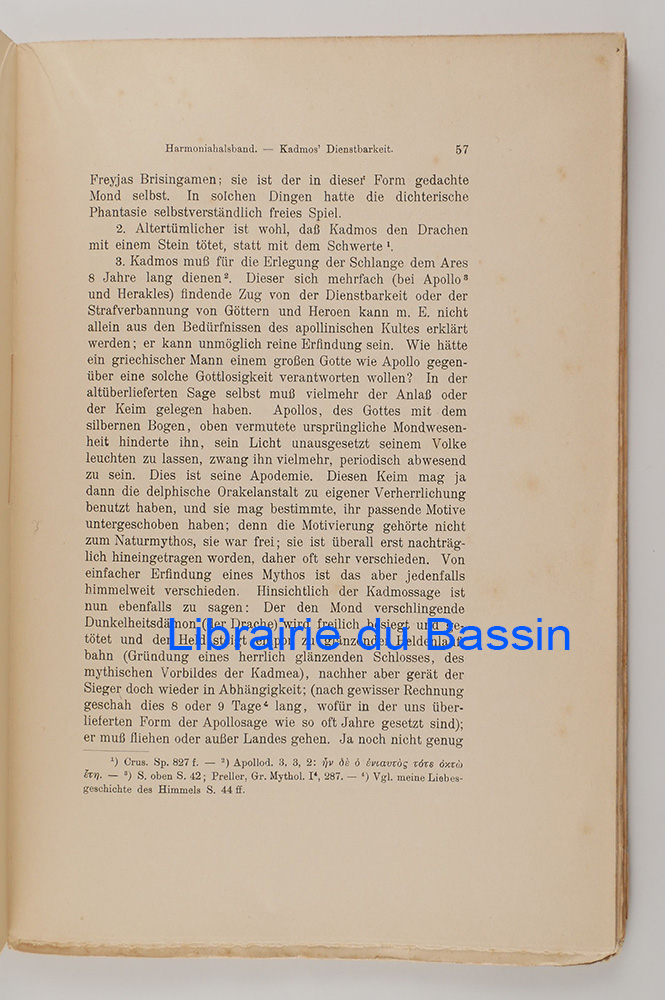 Harmoniahalsband. — Kadmos' Dienstbarkeit. 57
Freyjas Brisingamen; sie ist der in dieser Form gedachte
Mond selbst. In solchen Dingen hatte die dichterische
Phantasie selbstverständlich freies Spiel.
2. Altertümlicher ist wohl, daß Kadmos den Drachen
mit einem Stein tötet, statt mit dem Schwerte ¹.
3. Kadmos muß für die Erlegung der Schlange dem Ares
8 Jahre lang dienen ². Dieser sich mehrfach (bei Apollo ³
und Herakles) findende Zug von der Dienstbarkeit oder der
Strafverbannung von Göttern und Heroen kann m. E. nicht
allein aus den Bedürfnissen des apollinischen Kultes erklärt
werden; er kann unmöglich reine Erfindung sein. Wie hätte
ein griechischer Mann einem großen Gotte wie Apollo gegen-
über eine solche Gottlosigkeit verantworten wollen? In der
altüberlieferten Sage selbst muß vielmehr der Anlaß oder
der Keim gelegen haben. Apollos, des Gottes mit dem
silbernen Bogen, oben vermutete ursprüngliche Mondwesen-
heit hinderte ihn, sein Licht unausgesetzt seinem Volke
leuchten zu lassen, zwang ihn vielmehr, periodisch abwesend
zu sein. Dies ist seine Apodemie. Diesen Keim mag ja
dann die delphische Orakelanstalt zu eigener Verherrlichung
benutzt haben, und sie mag bestimmte, ihr passende Motive
untergeschoben haben; denn die Motivierung gehörte nicht
zum Naturmythos, sie war frei; sie ist überall erst nachträg-
lich hineingetragen worden, daher oft sehr verschieden. Von
einfacher Erfindung eines Mythos ist das aber jedenfalls
himmelweit verschieden. Hinsichtlich der Kadmossage ist
nun ebenfalls zu sagen: Der den Mond verschlingende
Dunkelheitsdämon (der Drache) wird freilich besiegt und ge-
tötet und der Held steigt empor zu glänzender Heldenlauf-
Librairie du Bassin
bahn (Gründung eines herrlich glänzenden Schlosses, des
mythischen Vorbildes der Kadmea), nachher aber gerät der
Sieger doch wieder in Abhängigkeit; (nach gewisser Rechnung
geschah dies 8 oder 9 Tage ⁴ lang, wofür in der uns über-
lieferten Form der Apollosage wie so oft Jahre gesetzt sind);
er muß fliehen oder außer Landes gehen. Ja noch nicht genug
¹) Crus. Sp. 827 f. — ²) Apollod. 3, 3, 2: ἦν δὲ ὁ ἐνιαυτὸς τότε ὀκτὼ
ἔτη. — ³) S. oben S. 42; Preller, Gr. Mythol. I⁴, 287. — ⁴) Vgl. meine Liebes-
geschichte des Himmels S. 44 ff.